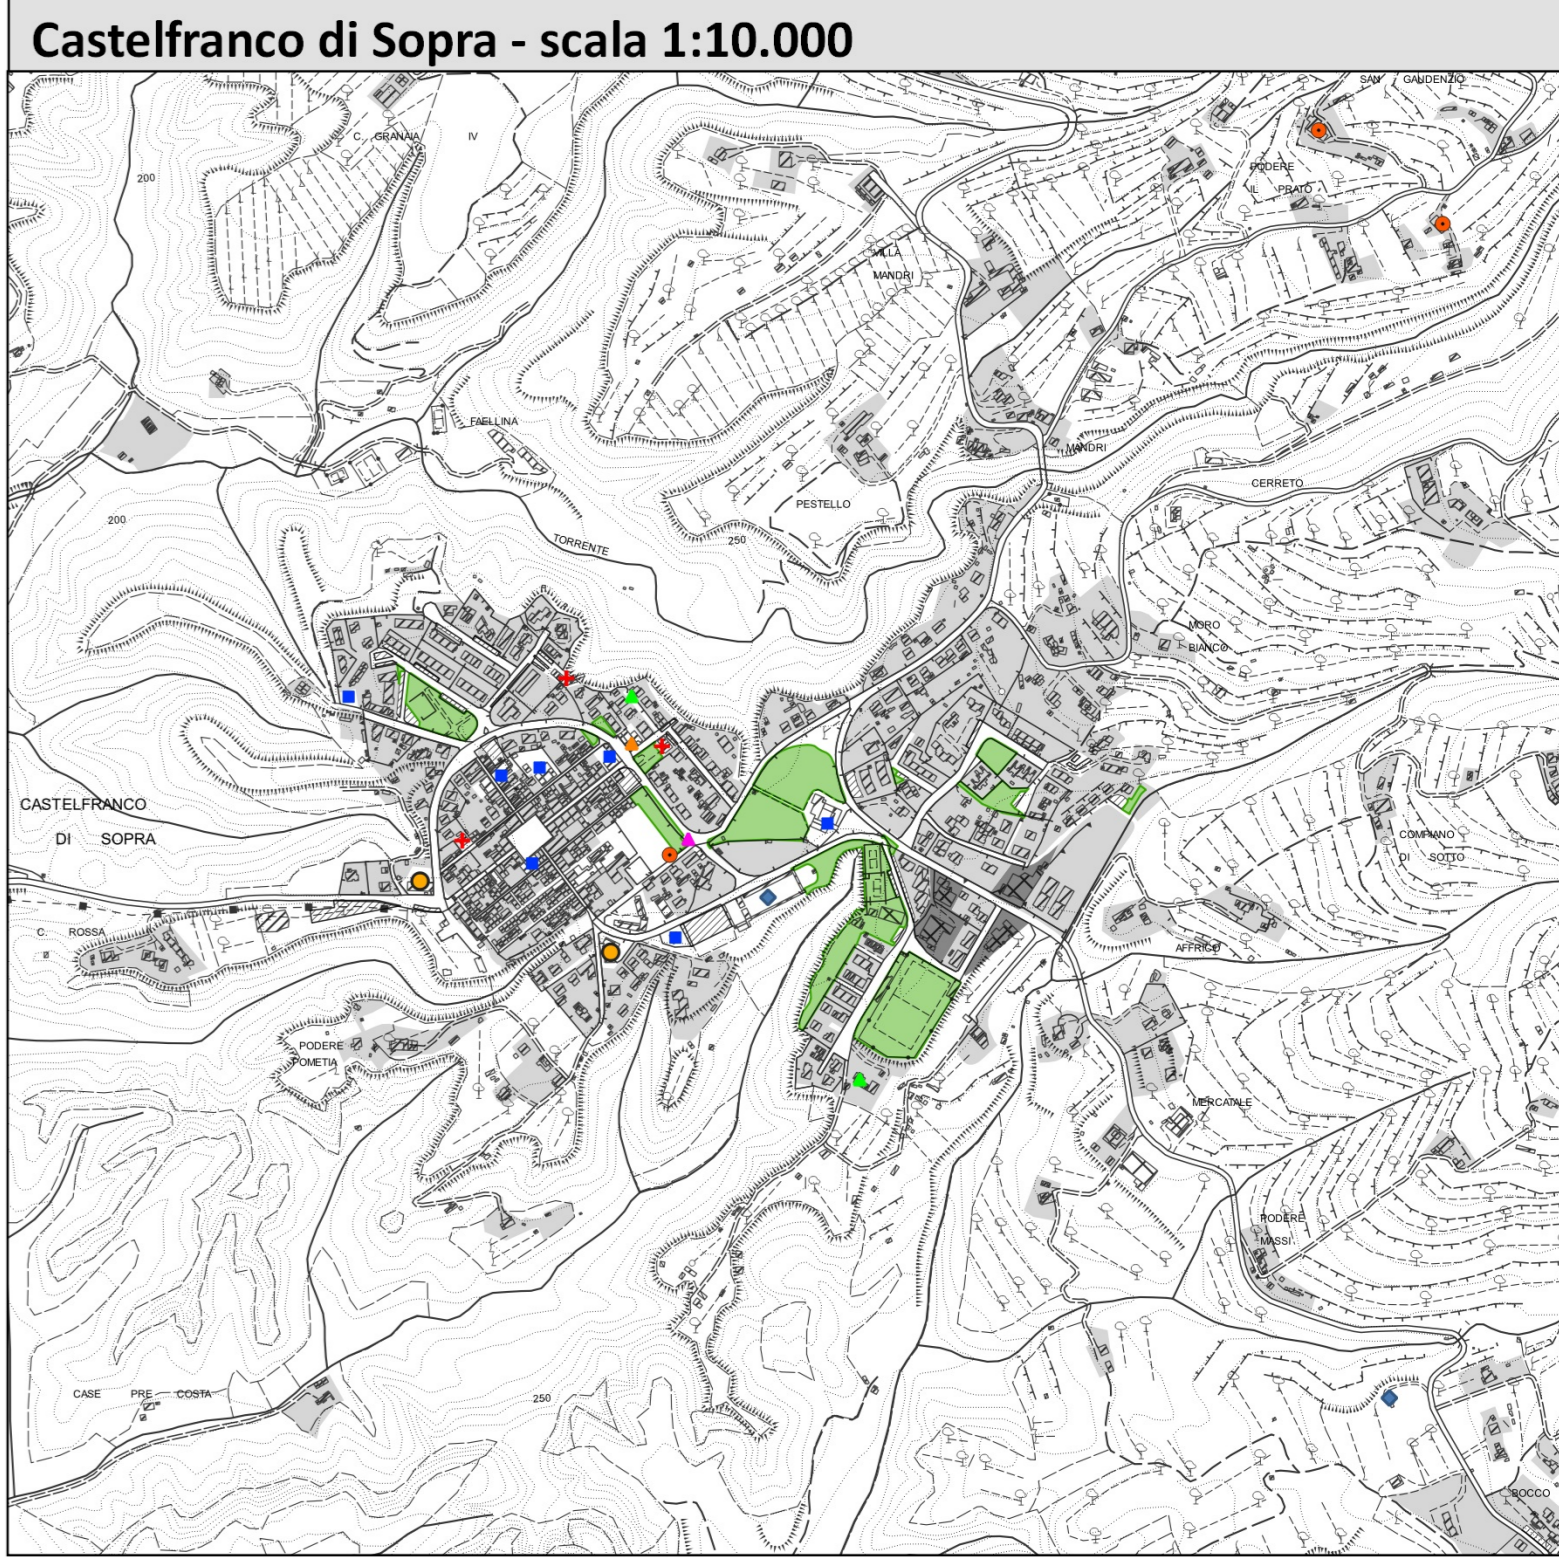 Castelfranco di Sopra - scala 1:10.000
SAN GAUDENZIO
C. GRANAIA IV
PODERE
IL PRATO
200
VILLA
MANDRI
FAELLINA
MANDRI
CERRETO
PESTELLO
200
TORRENTE
250
MORO
BIANCO
CASTELFRANCO
DI SOPRA
COMPIANO
DI SOTTO
C. ROSSA
AFFRICO
PODERE
POMETIA
MERCATALE
PODERE
MASSI
CASE PRE COSTA
250
BOCCO